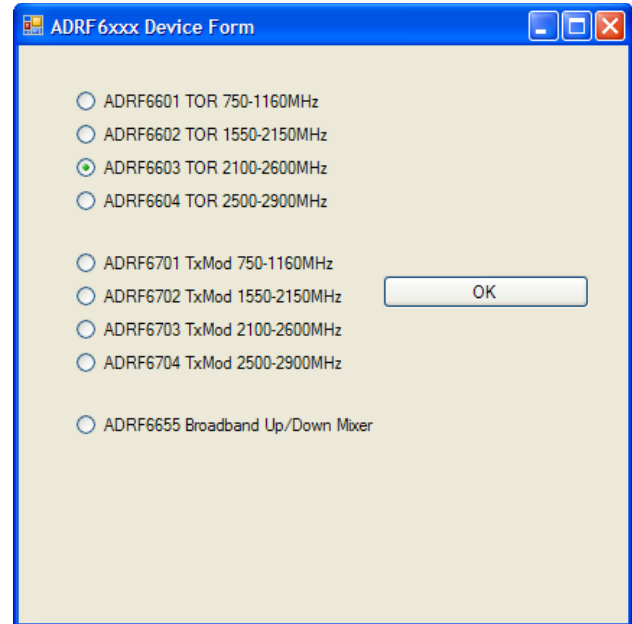 ADRF6xxx Device Form
ADRF6601 TOR 750-1160MHz
ADRF6602 TOR 1550-2150MHz
ADRF6603 TOR 2100-2600MHz
ADRF6604 TOR 2500-2900MHz
ADRF6701 TxMod 750-1160MHz
ADRF6702 TxMod 1550-2150MHz
OK
ADRF6703 TxMod 2100-2600MHz
ADRF6704 TxMod 2500-2900MHz
ADRF6655 Broadband Up/Down Mixer